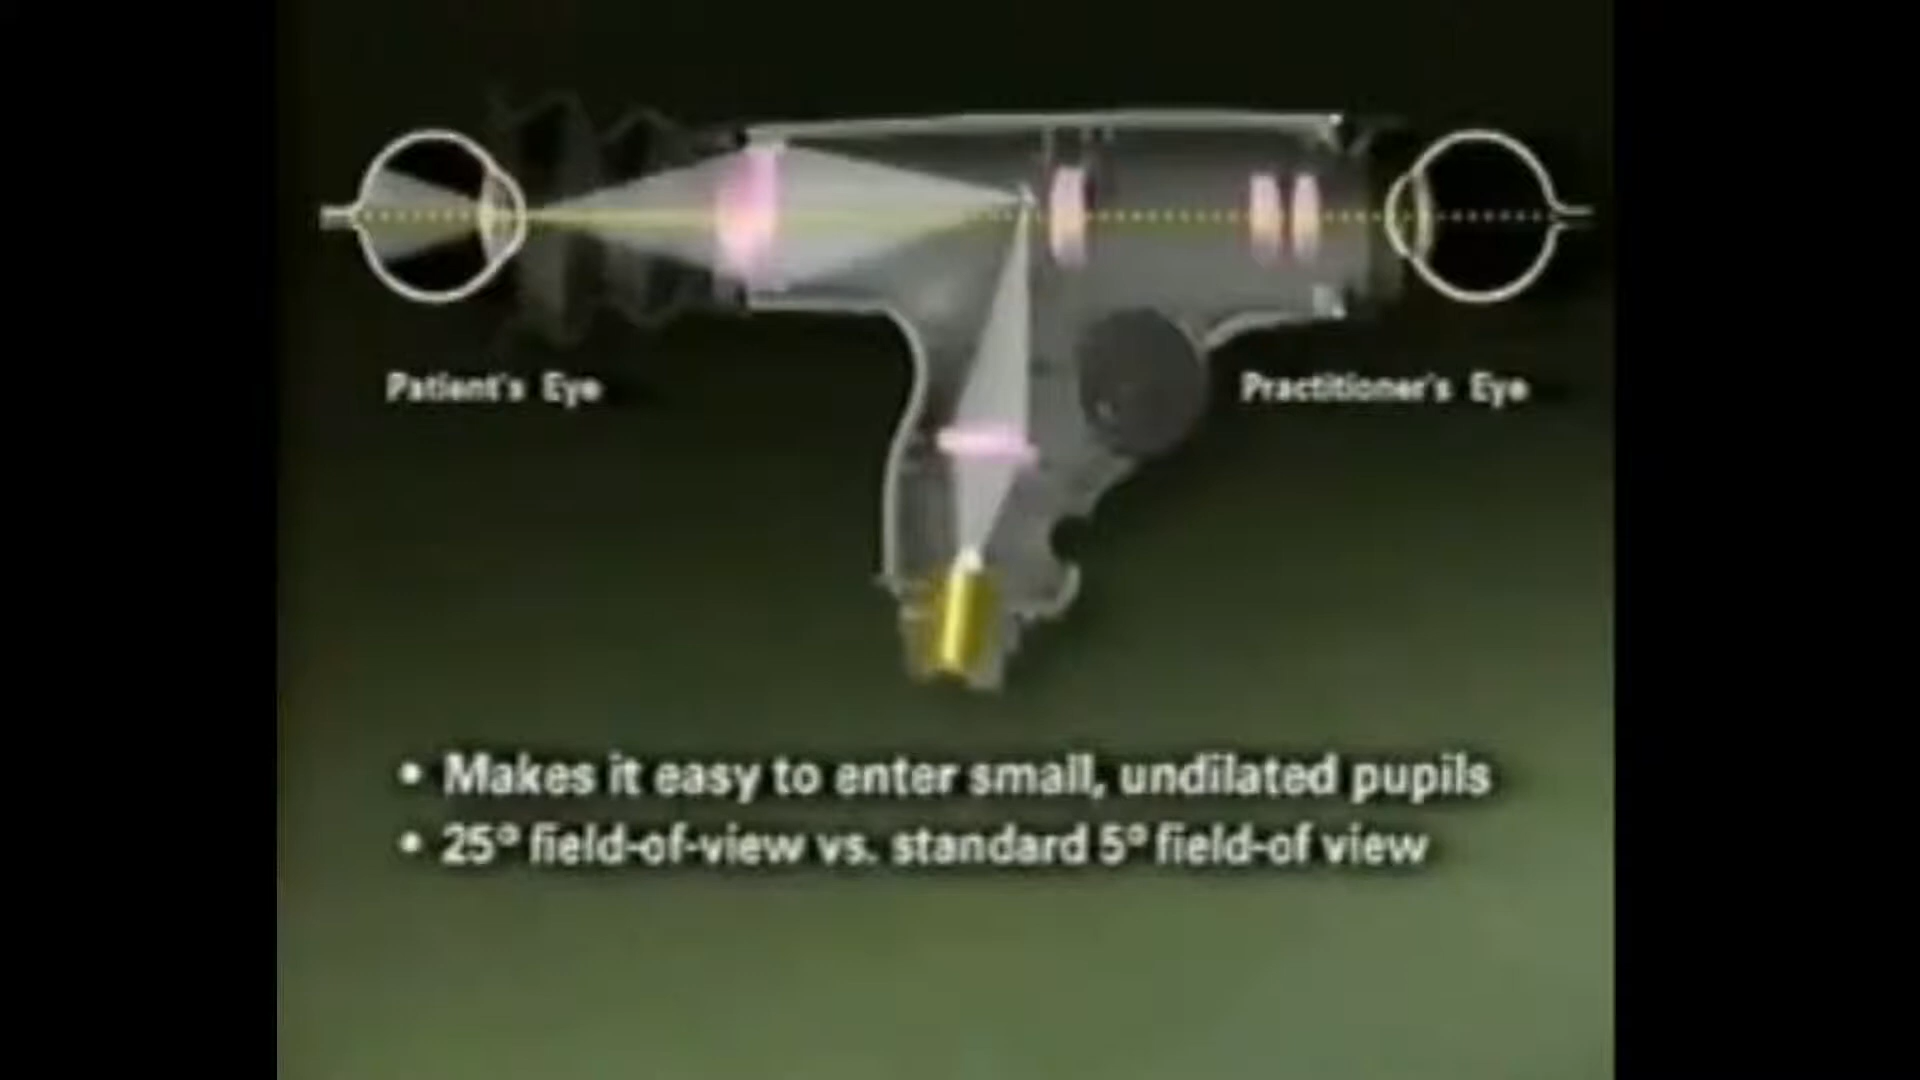 Patient's Eye
Practitioner's Eye
• Makes it easy to enter small, undilated pupils
• 25° field-of-view vs. standard 5° field-of view